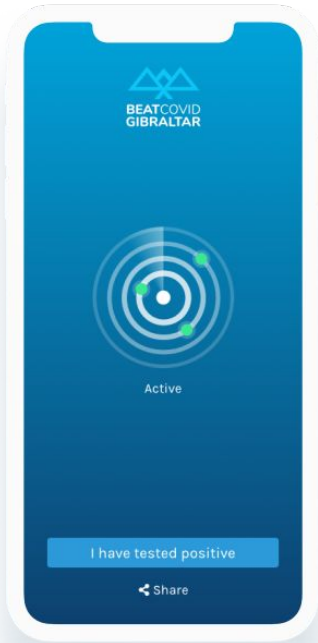 BEATCOVID
GIBRALTAR
Active
I have tested positive
Share